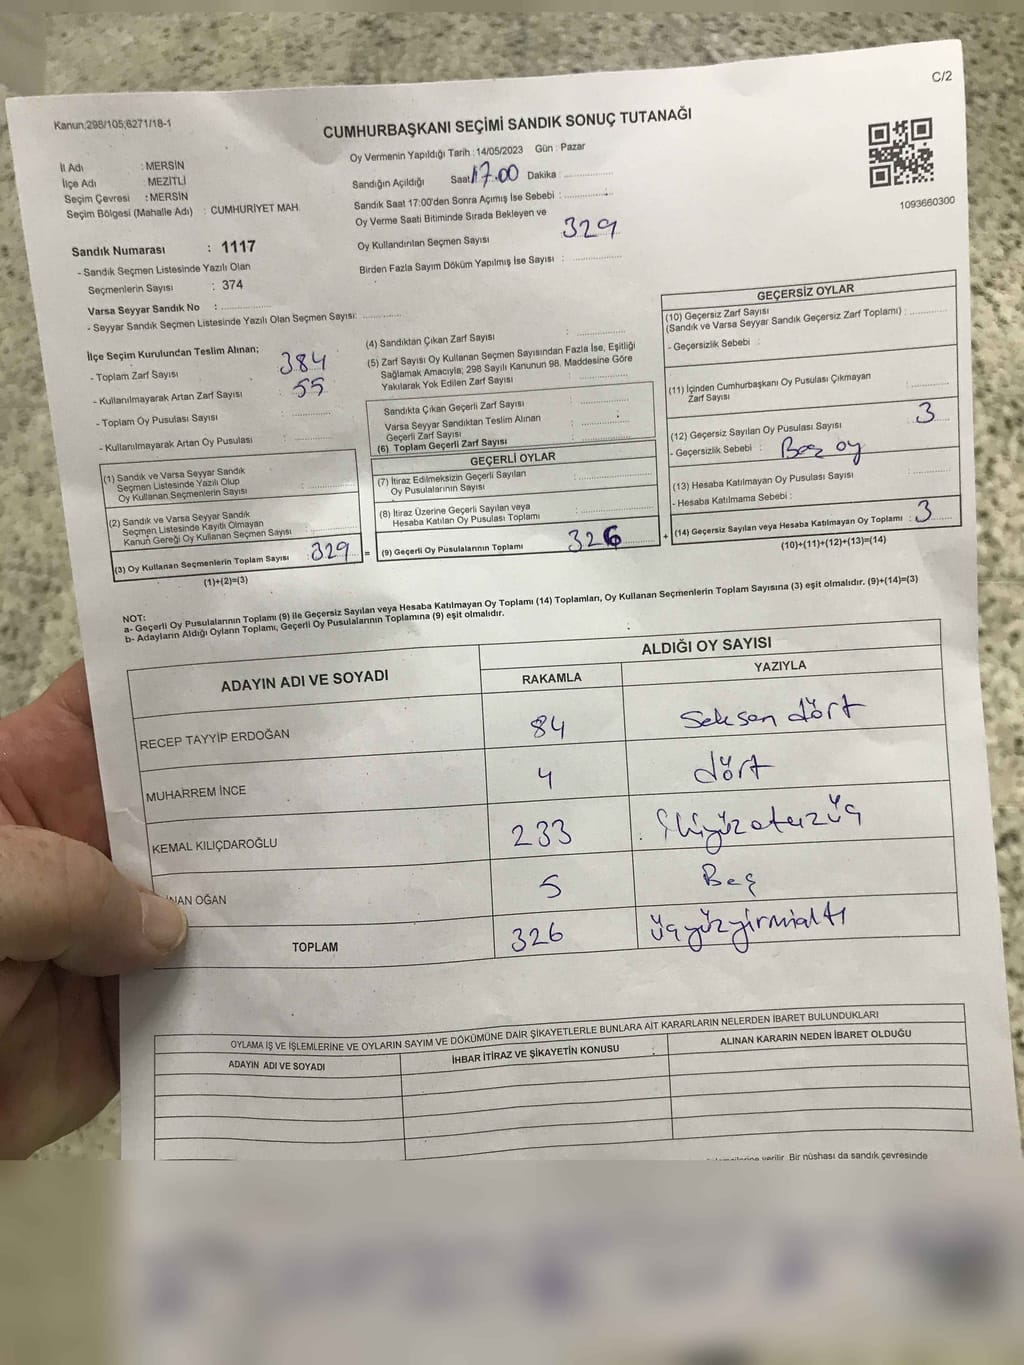 C/2
Kanun;298/105;6271/18-1
CUMHURBAŞKANI SEÇİMİ SANDIK SONUÇ TUTANAĞI
İl Adı : MERSİN
İlçe Adı : MEZİTLİ
Seçim Çevresi : MERSİN
Seçim Bölgesi (Mahalle Adı) : CUMHURİYET MAH.
Oy Vermenin Yapıldığı Tarih : 14/05/2023 Gün : Pazar
Sandığın Açıldığı Saat 17.00 Dakika
Sandık Saat 17:00'den Sonra Açımış İse Sebebi :
Oy Verme Saati Bitiminde Sırada Bekleyen ve
Oy Kullandırılan Seçmen Sayısı 329
Birden Fazla Sayım Döküm Yapılmış İse Sayısı :
1093660300
Sandık Numarası : 1117
- Sandık Seçmen Listesinde Yazılı Olan
Seçmenlerin Sayısı : 374
Varsa Seyyar Sandık No :
- Seyyar Sandık Seçmen Listesinde Yazılı Olan Seçmen Sayısı:
İlçe Seçim Kurulundan Teslim Alınan;
- Toplam Zarf Sayısı 384
- Kullanılmayarak Artan Zarf Sayısı 55
- Toplam Oy Pusulası Sayısı :
- Kullanılmayarak Artan Oy Pusulası :
(4) Sandıktan Çıkan Zarf Sayısı :
(5) Zarf Sayısı Oy Kullanan Seçmen Sayısından Fazla İse, Eşitliği
Sağlamak Amacıyla; 298 Sayılı Kanunun 98. Maddesine Göre
Yakılarak Yok Edilen Zarf Sayısı :
Sandıkta Çıkan Geçerli Zarf Sayısı :
Varsa Seyyar Sandıktan Teslim Alınan
Geçerli Zarf Sayısı :
(6) Toplam Geçerli Zarf Sayısı :
GEÇERSİZ OYLAR
(10) Geçersiz Zarf Sayısı
(Sandık ve Varsa Seyyar Sandık Geçersiz Zarf Toplamı) :
- Geçersizlik Sebebi :
(11) İçinden Cumhurbaşkanı Oy Pusulası Çıkmayan
Zarf Sayısı :
(12) Geçersiz Sayılan Oy Pusulası Sayısı : 3
- Geçersizlik Sebebi : Boş oy
(13) Hesaba Katılmayan Oy Pusulası Sayısı :
- Hesaba Katılmama Sebebi :
(14) Geçersiz Sayılan veya Hesaba Katılmayan Oy Toplamı : 3
(10)+(11)+(12)+(13)=(14)
(1) Sandık ve Varsa Seyyar Sandık
Seçmen Listesinde Yazılı Olup
Oy Kullanan Seçmenlerin Sayısı :
(2) Sandık ve Varsa Seyyar Sandık
Seçmen Listesinde Kayıtlı Olmayan
Kanun Gereği Oy Kullanan Seçmen Sayısı :
(3) Oy Kullanan Seçmenlerin Toplam Sayısı : 329 =
(1)+(2)=(3)
GEÇERLİ OYLAR
(7) İtiraz Edilmeksizin Geçerli Sayılan
Oy Pusulalarının Sayısı :
(8) İtiraz Üzerine Geçerli Sayılan veya
Hesaba Katılan Oy Pusulası Toplamı :
(9) Geçerli Oy Pusulalarının Toplamı 326 +
NOT:
a- Geçerli Oy Pusulalarının Toplamı (9) ile Geçersiz Sayılan veya Hesaba Katılmayan Oy Toplamı (14) Toplamları, Oy Kullanan Seçmenlerin Toplam Sayısına (3) eşit olmalıdır. (9)+(14)=(3)
b- Adayların Aldığı Oyların Toplamı, Geçerli Oy Pusulalarının Toplamına (9) eşit olmalıdır.
ADAYIN ADI VE SOYADI
ALDIĞI OY SAYISI
RAKAMLA YAZIYLA
RECEP TAYYİP ERDOĞAN 84 Seksen dört
MUHARREM İNCE 4 dört
KEMAL KILIÇDAROĞLU 233 İkiyüzotuzüç
NAN OĞAN 5 Beş
TOPLAM 326 üçyüzyirmialtı
OYLAMA İŞ VE İŞLEMLERİNE VE OYLARIN SAYIM VE DÖKÜMÜNE DAİR ŞİKAYETLERLE BUNLARA AİT KARARLARIN NELERDEN İBARET BULUNDUKLARI
ADAYIN ADI VE SOYADI İHBAR İTİRAZ VE ŞİKAYETİN KONUSU ALINAN KARARIN NEDEN İBARET OLDUĞU
verilir. Bir nüshası da sandık çevresinde